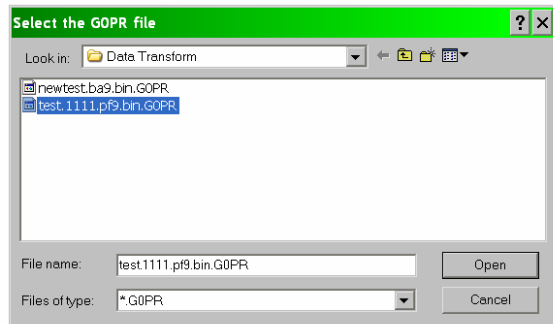 Select the G0PR file
Look in: Data Transform
newtest.ba9.bin.G0PR
test.1111.pf9.bin.G0PR
File name: test.1111.pf9.bin.G0PR Open
Files of type: *.G0PR Cancel